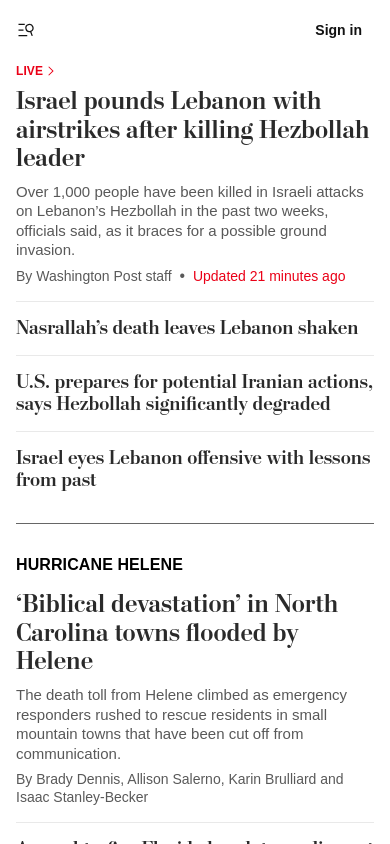 Sign in
LIVE
Israel pounds Lebanon with
airstrikes after killing Hezbollah
leader
Over 1,000 people have been killed in Israeli attacks
on Lebanon’s Hezbollah in the past two weeks,
officials said, as it braces for a possible ground
invasion.
By Washington Post staff • Updated 21 minutes ago
Nasrallah’s death leaves Lebanon shaken
U.S. prepares for potential Iranian actions,
says Hezbollah significantly degraded
Israel eyes Lebanon offensive with lessons
from past
HURRICANE HELENE
‘Biblical devastation’ in North
Carolina towns flooded by
Helene
The death toll from Helene climbed as emergency
responders rushed to rescue residents in small
mountain towns that have been cut off from
communication.
By Brady Dennis, Allison Salerno, Karin Brulliard and
Isaac Stanley-Becker